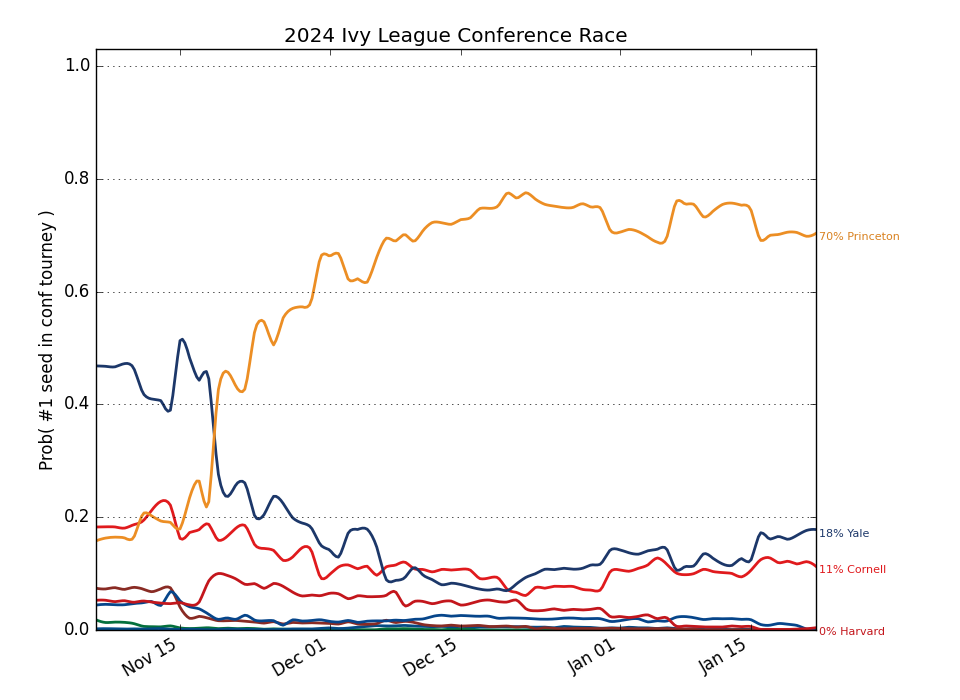 2024 Ivy League Conference Race
Prob( #1 seed in conf tourney )
1.0
0.8
0.6
0.4
0.2
0.0
Nov 15
Dec 01
Dec 15
Jan 01
Jan 15
70% Princeton
18% Yale
11% Cornell
0% Harvard